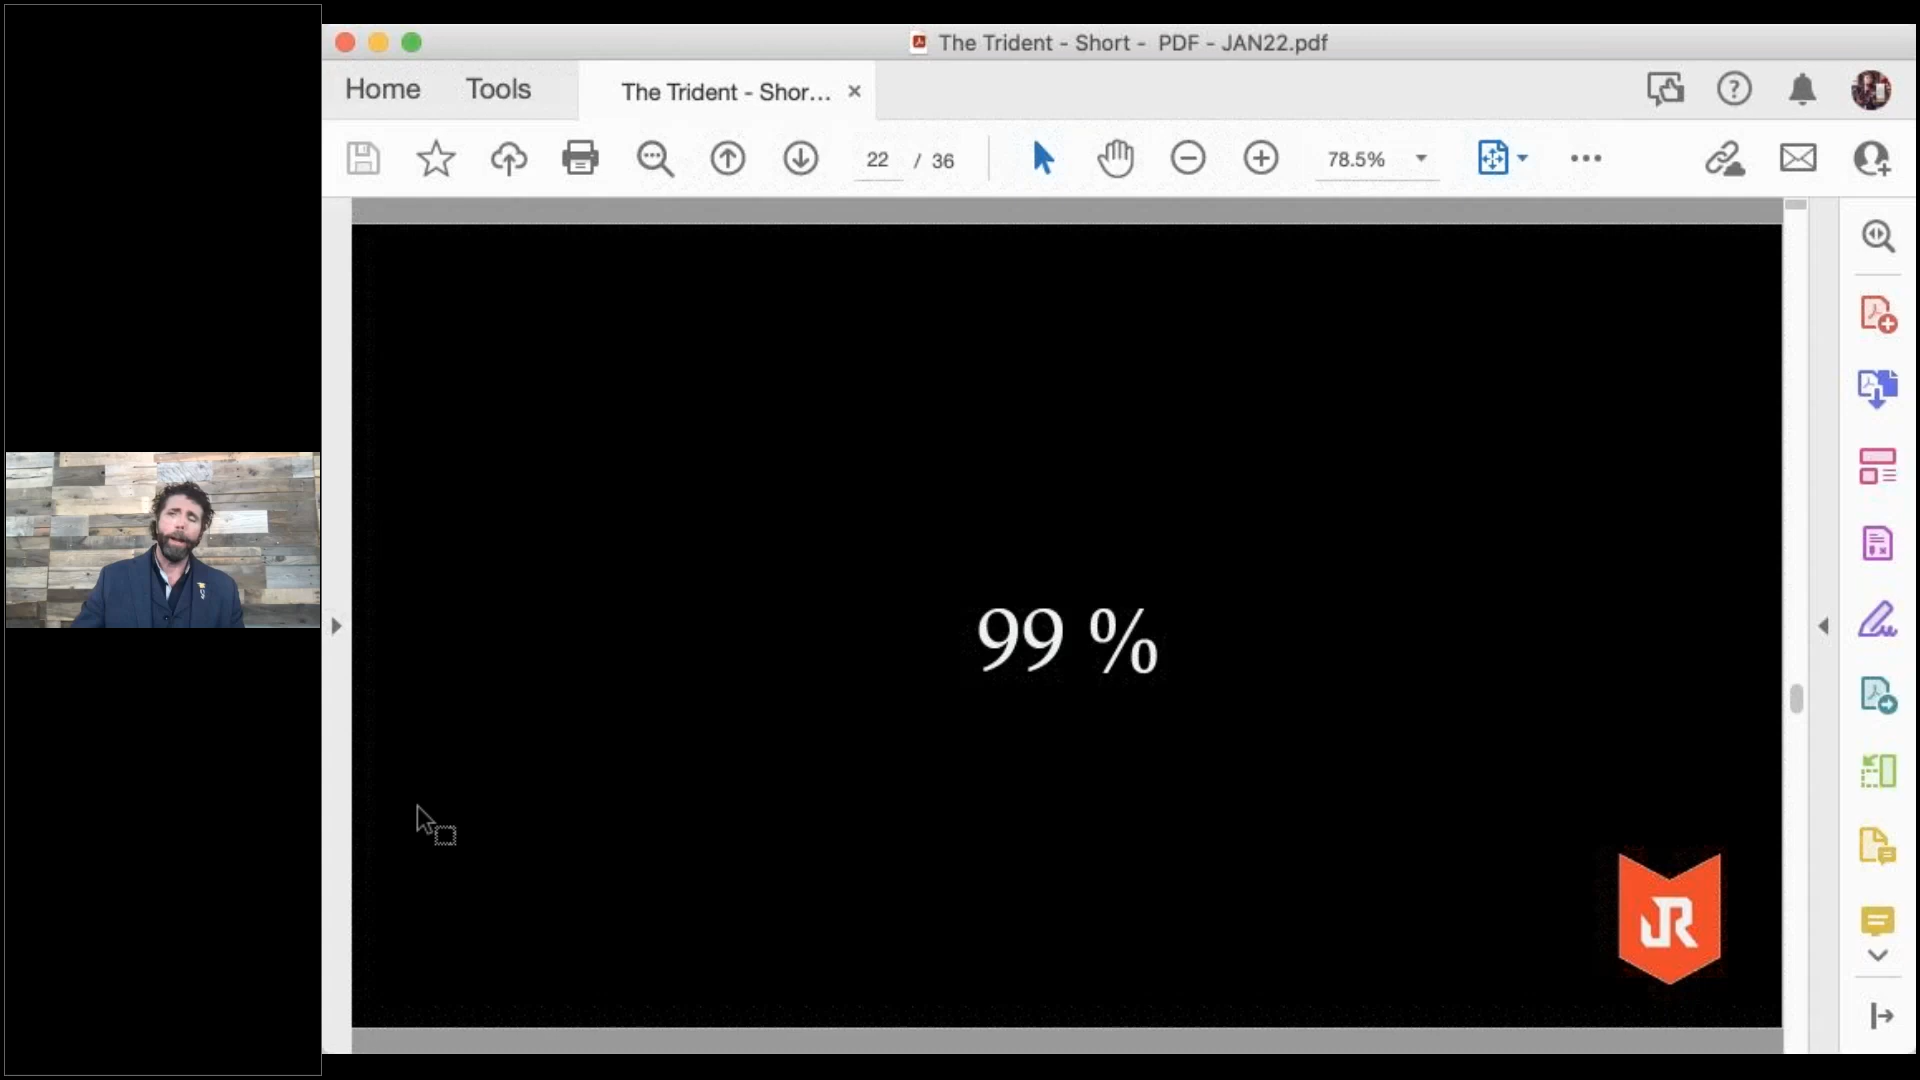 The Trident - Short -  PDF - JAN22.pdf
Home
Tools
The Trident - Shor...
22 / 36
78.5%
99 %
JR